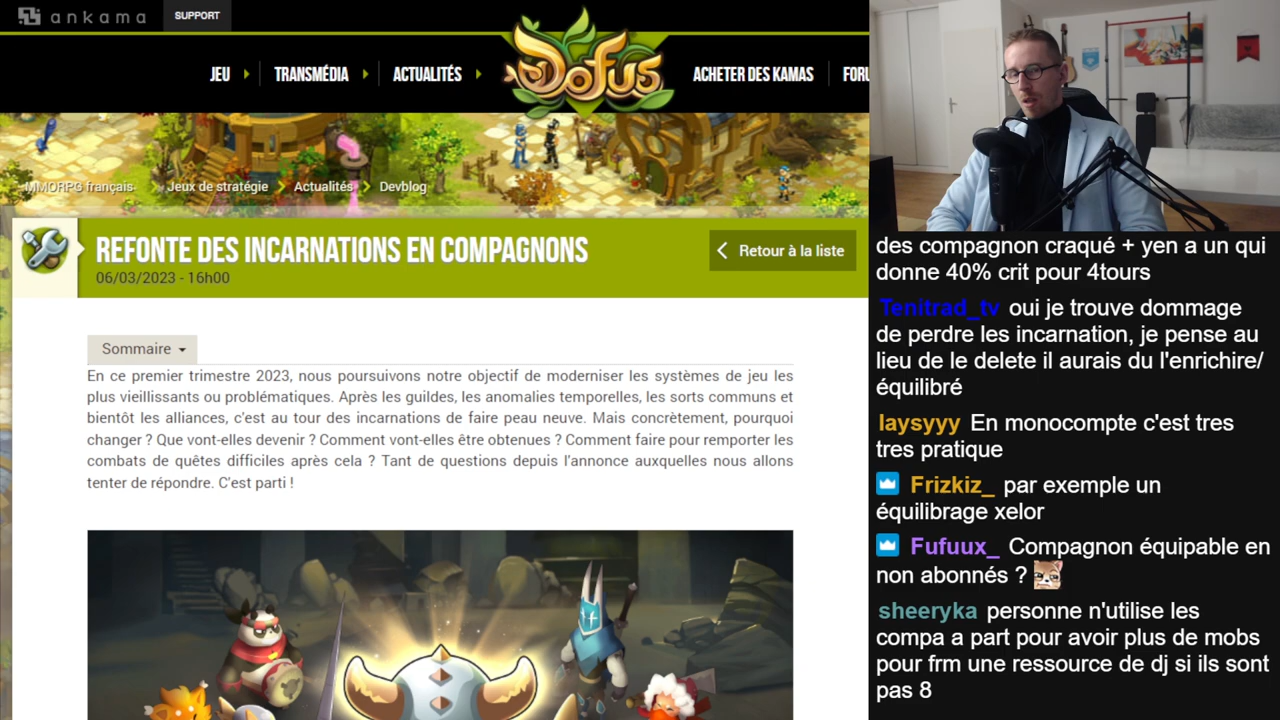 ankama
SUPPORT
JEU
TRANSMÉDIA
ACTUALITÉS
DOFUS
ACHETER DES KAMAS
FORU
MMORPG français
Jeux de stratégie
Actualités
Devblog
REFONTE DES INCARNATIONS EN COMPAGNONS
06/03/2023 - 16h00
Retour à la liste
Sommaire
En ce premier trimestre 2023, nous poursuivons notre objectif de moderniser les systèmes de jeu les
plus vieillissants ou problématiques. Après les guildes, les anomalies temporelles, les sorts communs et
bientôt les alliances, c'est au tour des incarnations de faire peau neuve. Mais concrètement, pourquoi
changer ? Que vont-elles devenir ? Comment vont-elles être obtenues ? Comment faire pour remporter les
combats de quêtes difficiles après cela ? Tant de questions depuis l'annonce auxquelles nous allons
tenter de répondre. C'est parti !
des compagnon craqué + yen a un qui
donne 40% crit pour 4tours
Tenitrad_tv oui je trouve dommage
de perdre les incarnation, je pense au
lieu de le delete il aurais du l'enrichire/
équilibré
laysyyy En monocompte c'est tres
tres pratique
Frizkiz_ par exemple un
équilibrage xelor
Fufuux_ Compagnon équipable en
non abonnés ?
sheeryka personne n'utilise les
compa a part pour avoir plus de mobs
pour frm une ressource de dj si ils sont
pas 8